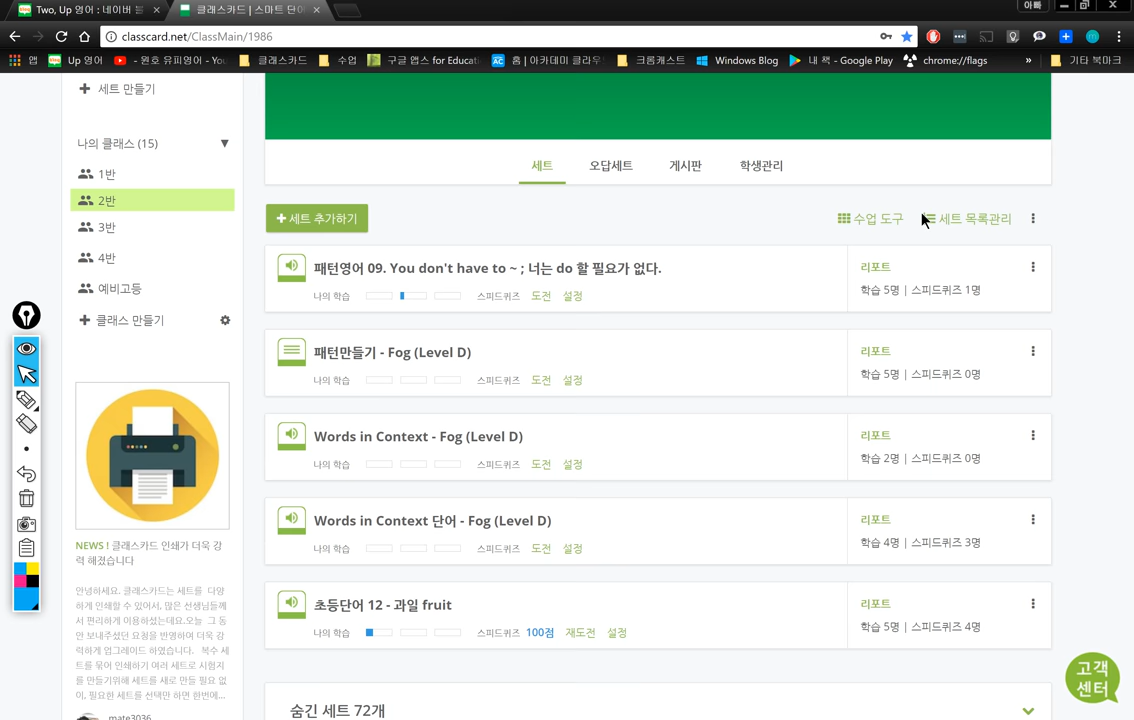 Two, Up 영어 : 네이버 블
클래스카드 | 스마트 단어
아빠
classcard.net/ClassMain/1986
앱
Up 영어
- 원호 유피영어 - You
클래스카드
수업
구글 앱스 for Educati
홈 | 아카데미 클라우
크롬캐스트
Windows Blog
내 책 - Google Play
chrome://flags
»
기타 북마크
세트 만들기
나의 클래스 (15)
1반
2반
3반
4반
예비고등
클래스 만들기
NEWS ! 클래스카드 인쇄가 더욱 강
력 해졌습니다
안녕하세요. 클래스카드는 세트를 다양
하게 인쇄할 수 있어서, 많은 선생님들께
서 편리하게 이용하셨는데요.오늘 그 동
안 보내주셨던 요청을 반영하여 더욱 강
력하게 업그레이드 하였습니다. 복수 세
트를 묶어 인쇄하기 여러 세트로 시험지
를 만들기위해 세트를 새로 만들 필요 없
이, 필요한 세트를 선택만 하면 한번에...
mate3036
세트 오답세트 게시판 학생관리
+ 세트 추가하기
수업 도구
세트 목록관리
패턴영어 09. You don't have to ~ ; 너는 do 할 필요가 없다.
나의 학습 스피드퀴즈 도전 설정
리포트
학습 5명 | 스피드퀴즈 1명
패턴만들기 - Fog (Level D)
나의 학습 스피드퀴즈 도전 설정
리포트
학습 5명 | 스피드퀴즈 0명
Words in Context - Fog (Level D)
나의 학습 스피드퀴즈 도전 설정
리포트
학습 2명 | 스피드퀴즈 0명
Words in Context 단어 - Fog (Level D)
나의 학습 스피드퀴즈 도전 설정
리포트
학습 4명 | 스피드퀴즈 3명
초등단어 12 - 과일 fruit
나의 학습 스피드퀴즈 100점 재도전 설정
리포트
학습 5명 | 스피드퀴즈 4명
숨긴 세트 72개
고객
센터